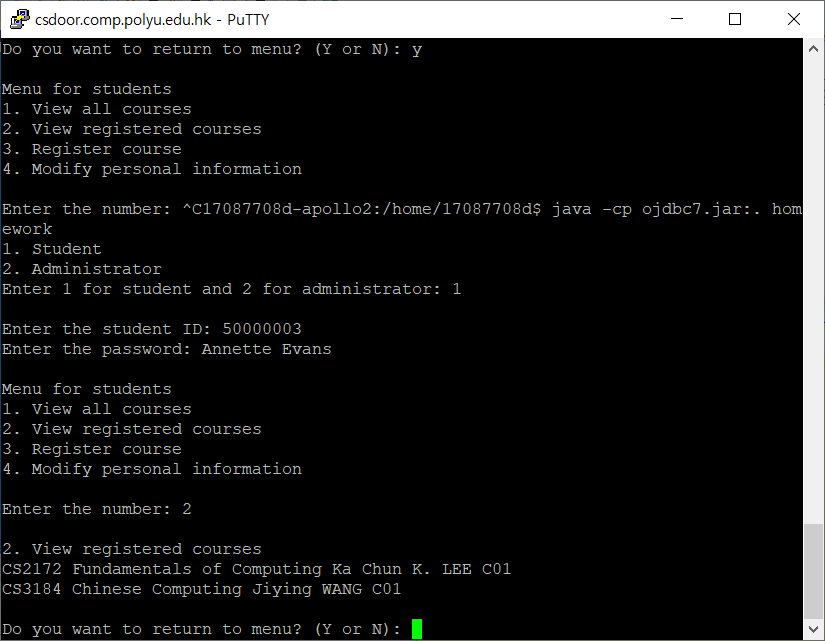 csdoor.comp.polyu.edu.hk - PuTTY
Do you want to return to menu? (Y or N): y
Menu for students
1. View all courses
2. View registered courses
3. Register course
4. Modify personal information
Enter the number: ^C17087708d-apollo2:/home/17087708d$ java -cp ojdbc7.jar:. hom
ework
1. Student
2. Administrator
Enter 1 for student and 2 for administrator: 1
Enter the student ID: 50000003
Enter the password: Annette Evans
Menu for students
1. View all courses
2. View registered courses
3. Register course
4. Modify personal information
Enter the number: 2
2. View registered courses
CS2172 Fundamentals of Computing Ka Chun K. LEE C01
CS3184 Chinese Computing Jiying WANG C01
Do you want to return to menu? (Y or N):